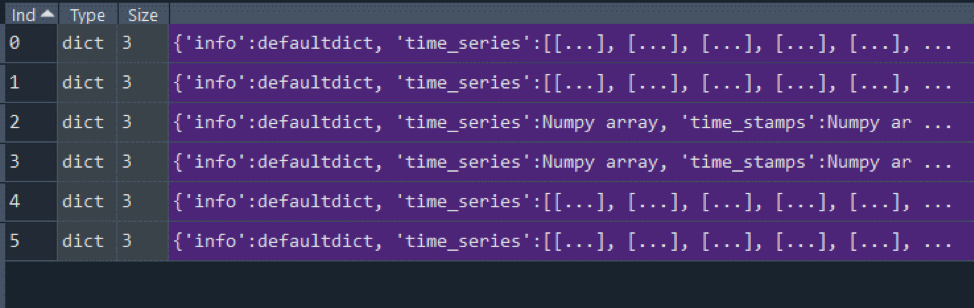 Ind Type Size
0 dict 3 {'info':defaultdict, 'time_series':[[...], [...], [...], [...], [...], ...
1 dict 3 {'info':defaultdict, 'time_series':[[...], [...], [...], [...], [...], ...
2 dict 3 {'info':defaultdict, 'time_series':Numpy array, 'time_stamps':Numpy ar ...
3 dict 3 {'info':defaultdict, 'time_series':Numpy array, 'time_stamps':Numpy ar ...
4 dict 3 {'info':defaultdict, 'time_series':[[...], [...], [...], [...], [...], ...
5 dict 3 {'info':defaultdict, 'time_series':[[...], [...], [...], [...], [...], ...